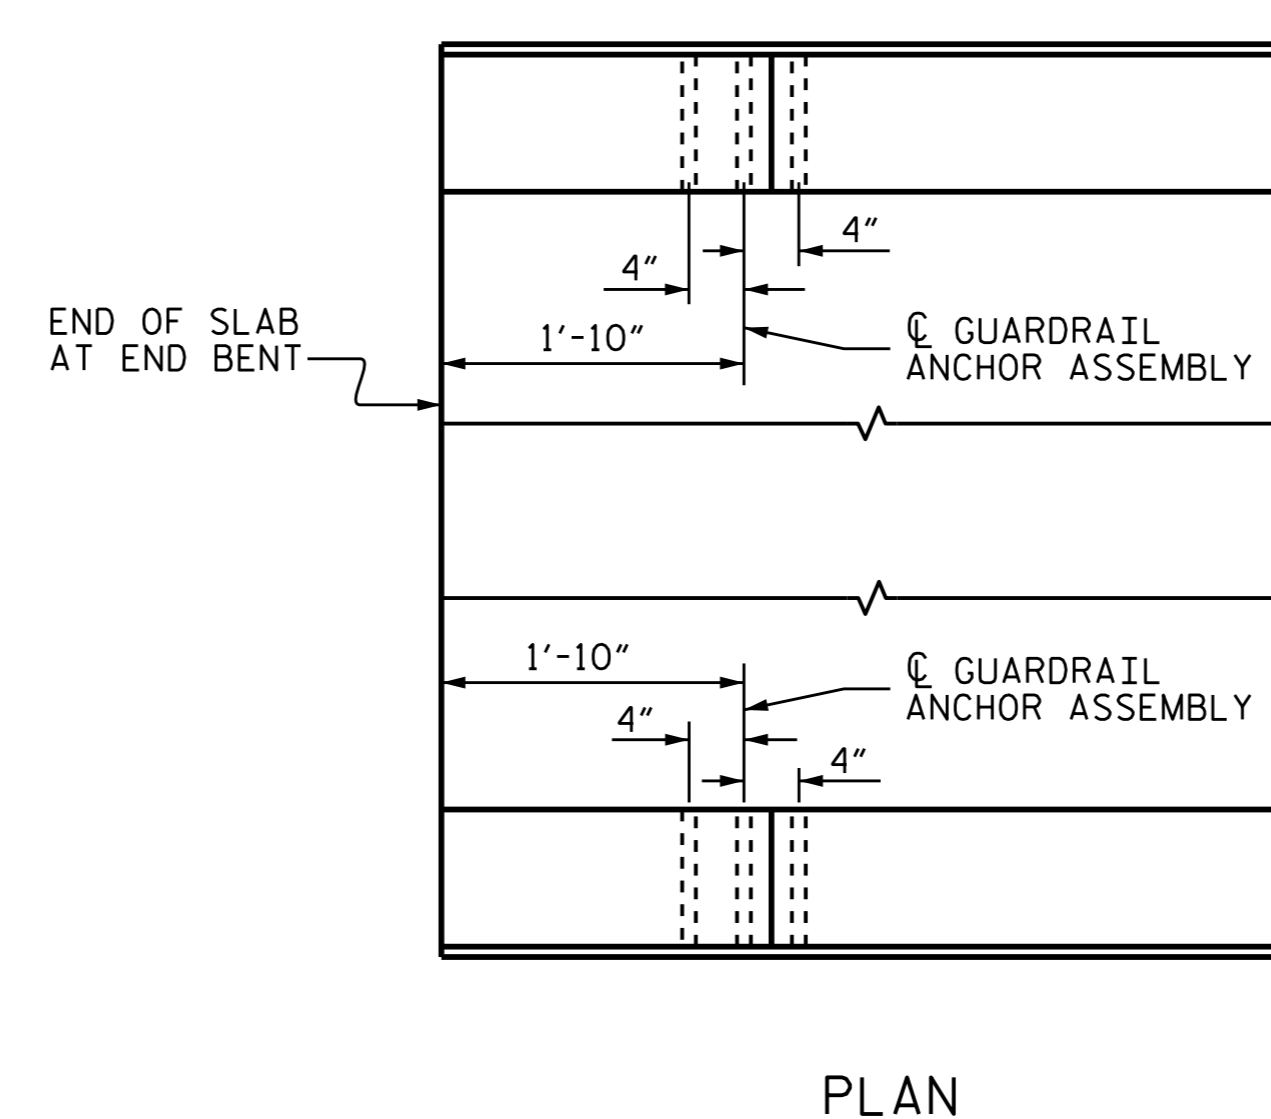 4″
4″
1′-10″
END OF SLAB
AT END BENT
℄ GUARDRAIL
ANCHOR ASSEMBLY
1′-10″
℄ GUARDRAIL
ANCHOR ASSEMBLY
4″
4″
PLAN